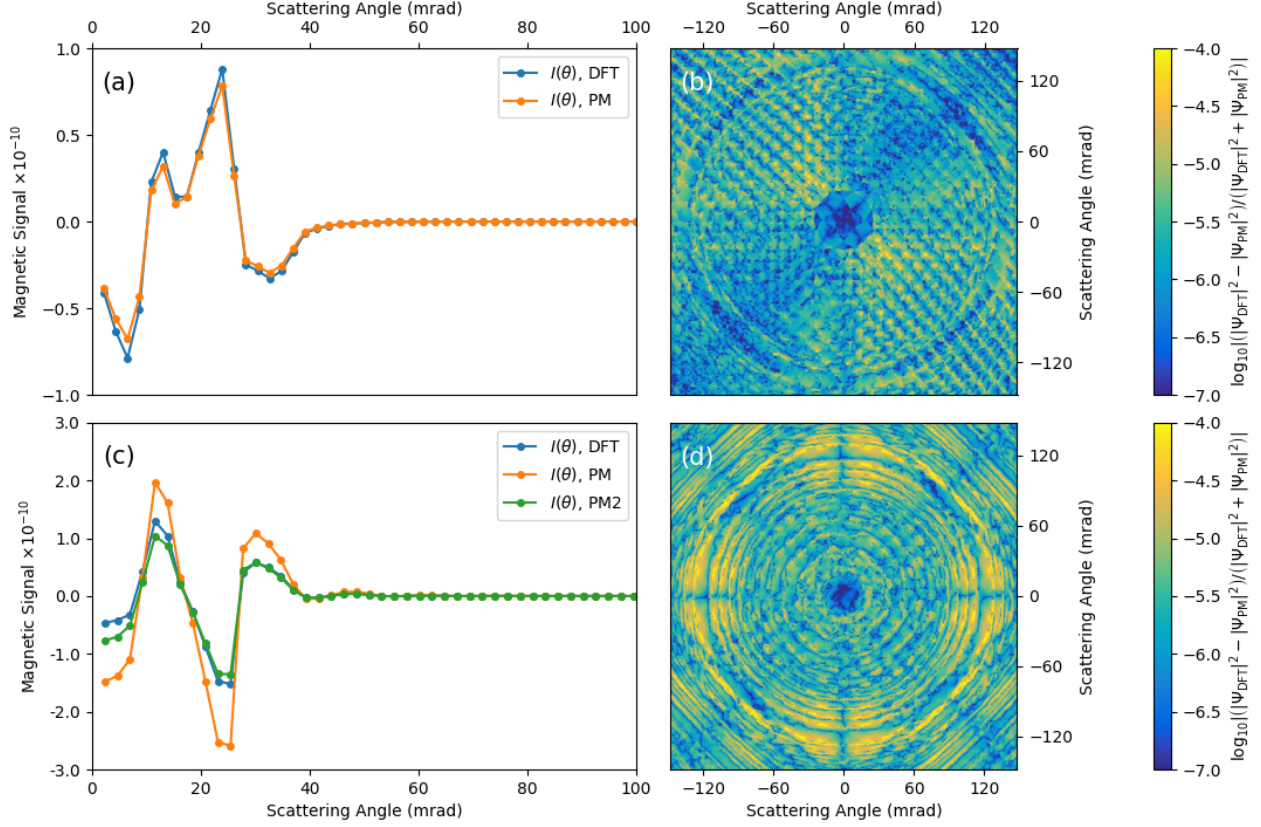 Scattering Angle (mrad)
0 20 40 60 80 100
Scattering Angle (mrad)
−120 −60 0 60 120
Magnetic Signal ×10⁻¹⁰
1.0
0.5
0.0
−0.5
−1.0
(a)
I(θ), DFT
I(θ), PM
(b)
120
60
0
−60
−120
Scattering Angle (mrad)
−4.0
−4.5
−5.0
−5.5
−6.0
−6.5
−7.0
log₁₀|(|Ψ_DFT|² − |Ψ_PM|²)/(|Ψ_DFT|² + |Ψ_PM|²)|
Magnetic Signal ×10⁻¹⁰
3.0
2.0
1.0
0.0
−1.0
−2.0
−3.0
(c)
I(θ), DFT
I(θ), PM
I(θ), PM2
0 20 40 60 80 100
Scattering Angle (mrad)
(d)
120
60
0
−60
−120
Scattering Angle (mrad)
−120 −60 0 60 120
Scattering Angle (mrad)
−4.0
−4.5
−5.0
−5.5
−6.0
−6.5
−7.0
log₁₀|(|Ψ_DFT|² − |Ψ_PM|²)/(|Ψ_DFT|² + |Ψ_PM|²)|